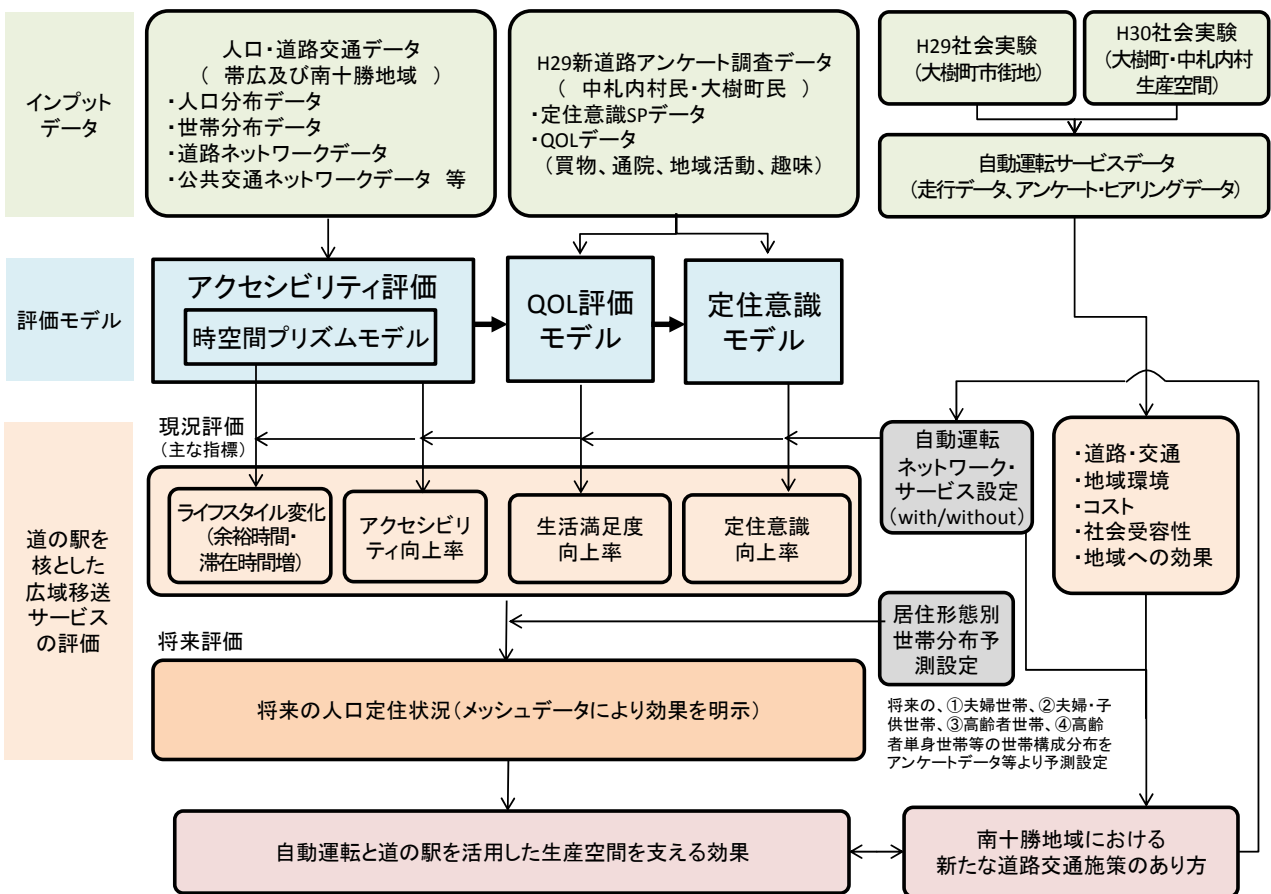 インプット
データ
人口・道路交通データ
(　帯広及び南十勝地域　)
・人口分布データ
・世帯分布データ
・道路ネットワークデータ
・公共交通ネットワークデータ 等
H29新道路アンケート調査データ
(　中札内村民・大樹町民　)
・定住意識SPデータ
・QOLデータ
(買物、通院、地域活動、趣味)
H29社会実験
(大樹町市街地)
H30社会実験
(大樹町・中札内村
生産空間)
自動運転サービスデータ
(走行データ、アンケート・ヒアリングデータ)
評価モデル
アクセシビリティ評価
時空間プリズムモデル
QOL評価
モデル
定住意識
モデル
道の駅を
核とした
広域移送
サービス
の評価
現況評価
(主な指標)
ライフスタイル変化
(余裕時間・
滞在時間増)
アクセシビリ
ティ向上率
生活満足度
向上率
定住意識
向上率
自動運転
ネットワーク・
サービス設定
(with/without)
・道路・交通
・地域環境
・コスト
・社会受容性
・地域への効果
居住形態別
世帯分布予
測設定
将来評価
将来の人口定住状況(メッシュデータにより効果を明示)
将来の、①夫婦世帯、②夫婦・子
供世帯、③高齢者世帯、④高齢
者単身世帯等の世帯構成分布を
アンケートデータ等より予測設定
自動運転と道の駅を活用した生産空間を支える効果
南十勝地域における
新たな道路交通施策のあり方